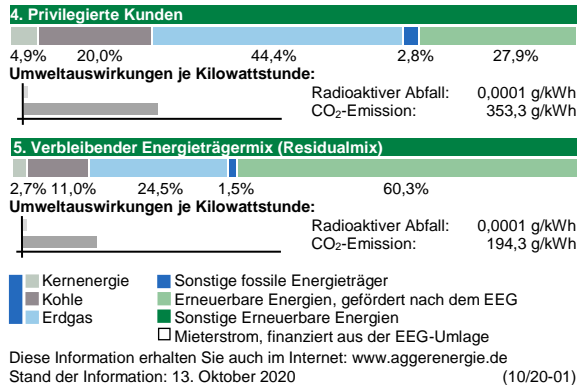 4. Privilegierte Kunden
4,9% 20,0% 44,4% 2,8% 27,9%
Umweltauswirkungen je Kilowattstunde:
Radioaktiver Abfall: 0,0001 g/kWh
CO₂-Emission: 353,3 g/kWh
5. Verbleibender Energieträgermix (Residualmix)
2,7% 11,0% 24,5% 1,5% 60,3%
Umweltauswirkungen je Kilowattstunde:
Radioaktiver Abfall: 0,0001 g/kWh
CO₂-Emission: 194,3 g/kWh
Kernenergie Sonstige fossile Energieträger
Kohle Erneuerbare Energien, gefördert nach dem EEG
Erdgas Sonstige Erneuerbare Energien
Mieterstrom, finanziert aus der EEG-Umlage
Diese Information erhalten Sie auch im Internet: www.aggerenergie.de
Stand der Information: 13. Oktober 2020 (10/20-01)